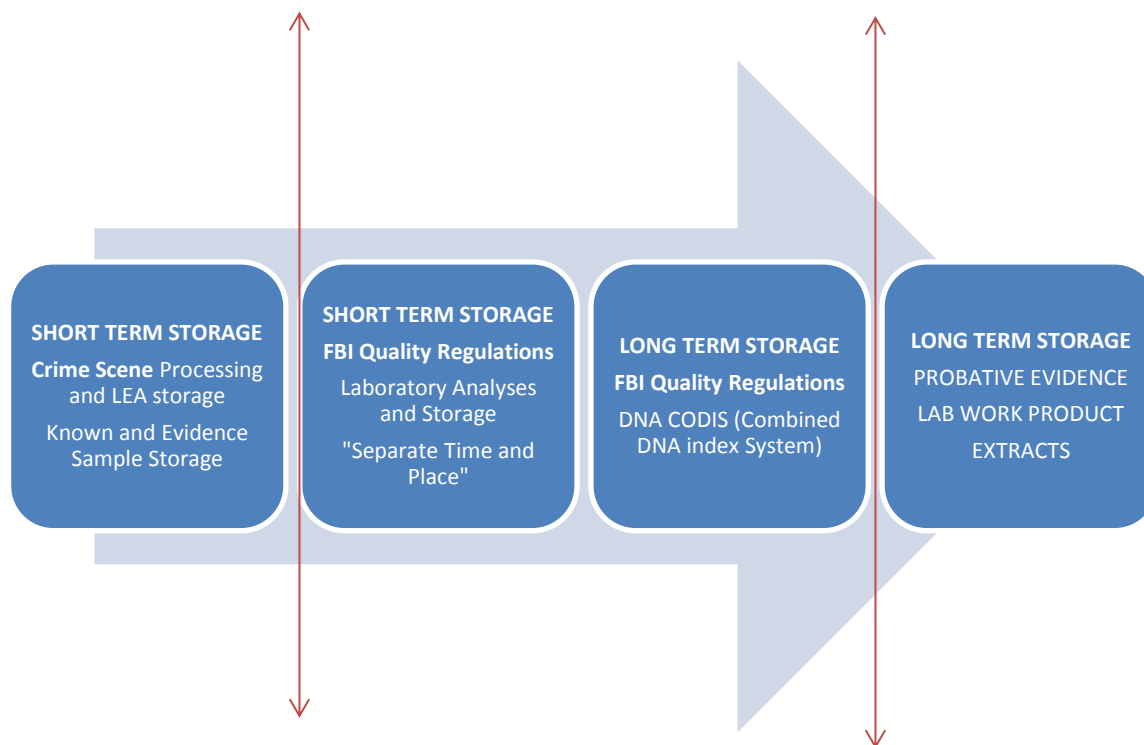 SHORT TERM STORAGE
Crime Scene Processing
and LEA storage
Known and Evidence
Sample Storage
SHORT TERM STORAGE
FBI Quality Regulations
Laboratory Analyses
and Storage
"Separate Time and
Place"
LONG TERM STORAGE
FBI Quality Regulations
DNA CODIS (Combined
DNA index System)
LONG TERM STORAGE
PROBATIVE EVIDENCE
LAB WORK PRODUCT
EXTRACTS